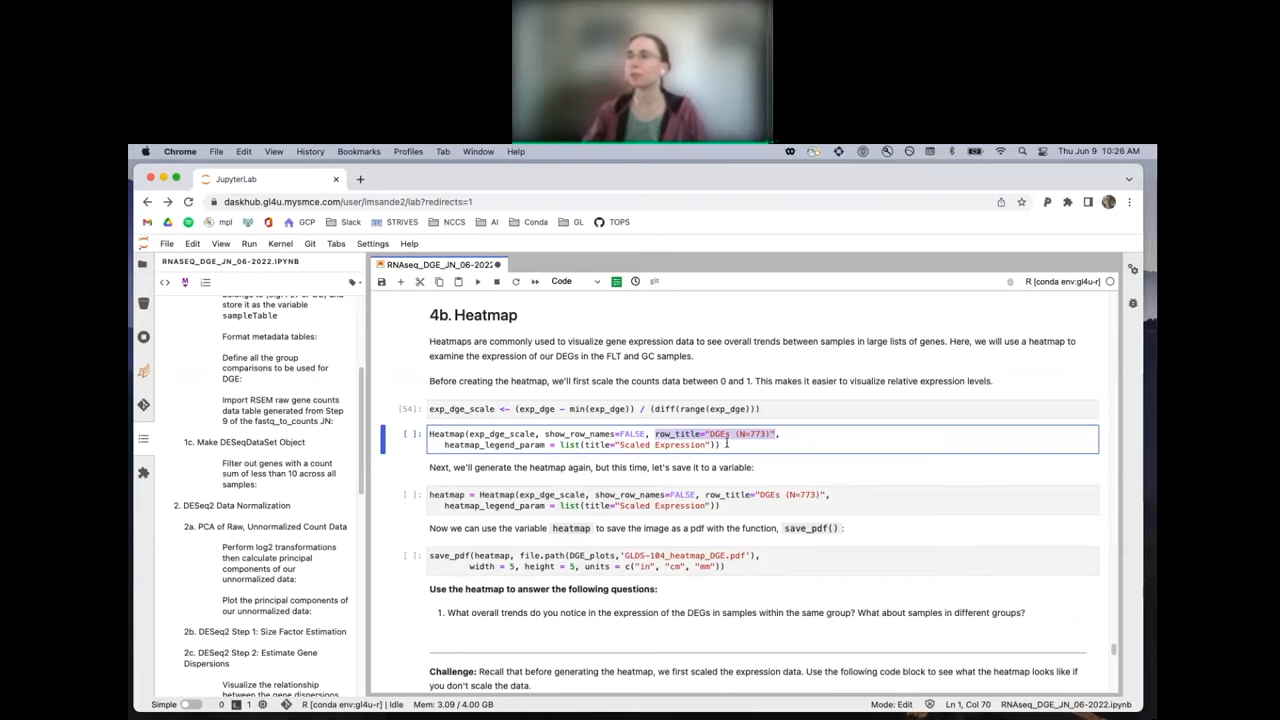 Chrome File Edit View History Bookmarks Profiles Tab Window Help Thu Jun 9 10:26 AM
JupyterLab
daskhub.gl4u.mysmce.com/user/lmsande2/lab?redirects=1
mpl GCP Slack STRIVES NCCS AI Conda GL TOPS
File Edit View Run Kernel Git Tabs Settings Help
RNASEQ_DGE_JN_06-2022.IPYNB
store it as the variable
sampleTable
Format metadata tables:
Define all the group
comparisons to be used for
DGE:
Import RSEM raw gene
counts data table
generated from Step
9 of the fastq_to_counts JN:
1c. Make DESeqDataSet Object
Filter out genes with a
count sum of less than 10 across all
samples:
2. DESeq2 Data Normalization
2a. PCA of Raw, Unnormalized Count Data
Perform log2 transformations
then calculate principal
components of our
unnormalized data:
Plot the principal components of
our unnormalized data:
2b. DESeq2 Step 1: Size Factor Estimation
2c. DESeq2 Step 2: Estimate Gene
Dispersions
Visualize the relationship
between the gene dispersions
RNAseq_DGE_JN_06-2022
Code git R [conda env:gl4u-r]
4b. Heatmap
Heatmaps are commonly used to visualize gene expression data to see overall trends between samples in large lists of genes. Here, we will use a heatmap to
examine the expression of our DEGs in the FLT and GC samples.
Before creating the heatmap, we'll first scale the counts data between 0 and 1. This makes it easier to visualize relative expression levels.
[54]: exp_dge_scale <- (exp_dge - min(exp_dge)) / (diff(range(exp_dge)))
[ ]: Heatmap(exp_dge_scale, show_row_names=FALSE, row_title="DGEs (N=773)",
heatmap_legend_param = list(title="Scaled Expression"))
Next, we'll generate the heatmap again, but this time, let's save it to a variable:
[ ]: heatmap = Heatmap(exp_dge_scale, show_row_names=FALSE, row_title="DGEs (N=773)",
heatmap_legend_param = list(title="Scaled Expression"))
Now we can use the variable heatmap to save the image as a pdf with the function, save_pdf():
[ ]: save_pdf(heatmap, file.path(DGE_plots,'GLDS-104_heatmap_DGE.pdf'),
width = 5, height = 5, units = c("in", "cm", "mm"))
Use the heatmap to answer the following questions:
1. What overall trends do you notice in the expression of the DEGs in samples within the same group? What about samples in different groups?
Challenge: Recall that before generating the heatmap, we first scaled the expression data. Use the following code block to see what the heatmap looks like if
you don't scale the data.
Simple 0 1 R [conda env:gl4u-r] | Idle Mem: 3.09 / 4.00 GB Mode: Edit Ln 1, Col 70 RNAseq_DGE_JN_06-2022.ipynb